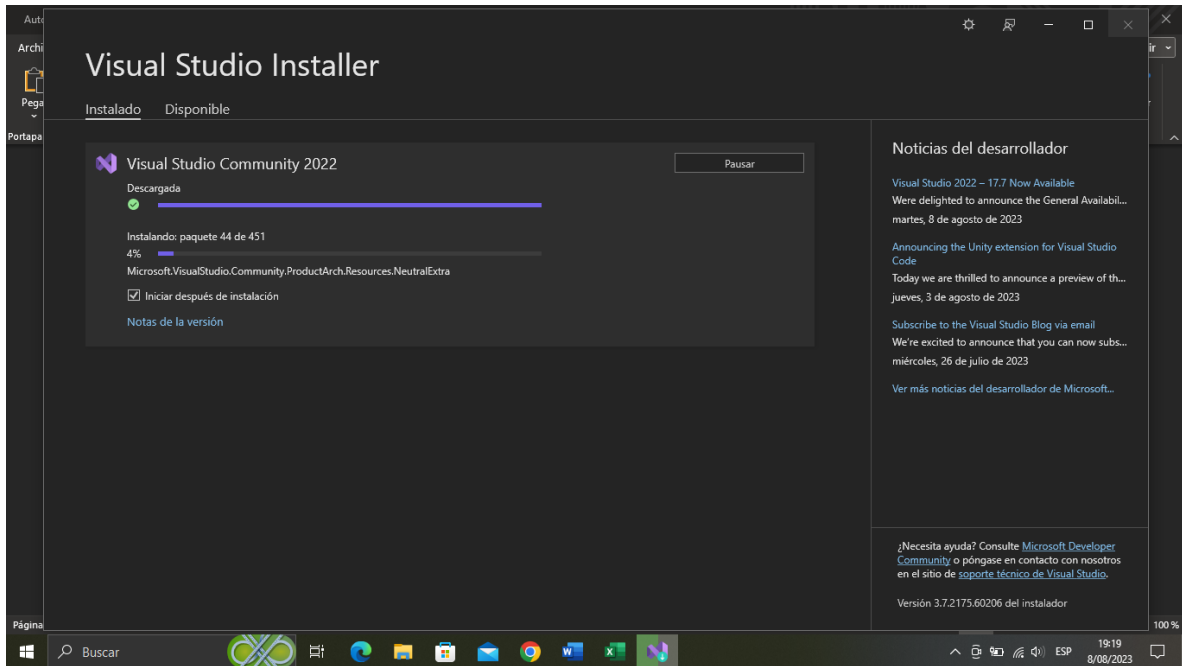 Auto
Archi
Pega
Portapa
Visual Studio Installer
Instalado Disponible
Visual Studio Community 2022
Pausar
Descargada
Instalando: paquete 44 de 451
4%
Microsoft.VisualStudio.Community.ProductArch.Resources.NeutralExtra
Iniciar después de instalación
Notas de la versión
Noticias del desarrollador
Visual Studio 2022 – 17.7 Now Available
Were delighted to announce the General Availabil...
martes, 8 de agosto de 2023
Announcing the Unity extension for Visual Studio
Code
Today we are thrilled to announce a preview of th...
jueves, 3 de agosto de 2023
Subscribe to the Visual Studio Blog via email
We're excited to announce that you can now subs...
miércoles, 26 de julio de 2023
Ver más noticias del desarrollador de Microsoft...
¿Necesita ayuda? Consulte Microsoft Developer
Community o póngase en contacto con nosotros
en el sitio de soporte técnico de Visual Studio.
Versión 3.7.2175.60206 del instalador
ir
Página
100 %
Buscar
ESP
19:19
8/08/2023